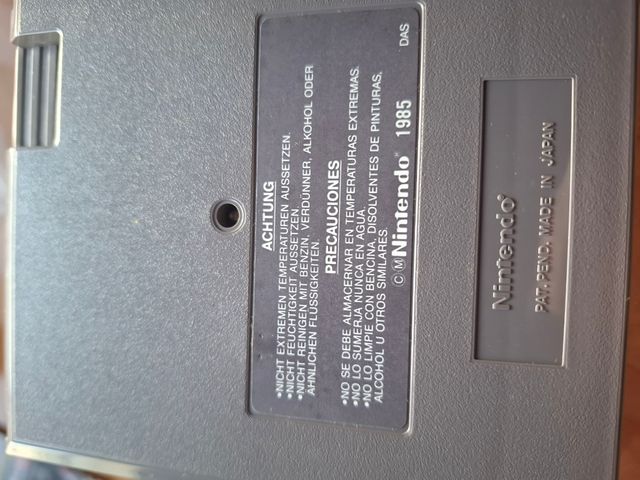 ACHTUNG
•NICHT EXTREMEN TEMPERATUREN AUSSETZEN.
•NICHT FEUCHTIGKEIT AUSSETZEN.
•NICHT REINIGEN MIT BENZIN, VERDÜNNER, ALKOHOL ODER
ÄHNLICHEN FLÜSSIGKEITEN.
PRECAUCIONES
•NO SE DEBE ALMACERNAR EN TEMPERATURAS EXTREMAS.
•NO LO SUMERJA NUNCA EN AGUA.
•NO LO LIMPIE CON BENCINA, DISOLVENTES DE PINTURAS,
ALCOHOL U OTROS SIMILARES.
©M Nintendo® 1985
DAS
Nintendo®
PAT. PEND. MADE IN JAPAN